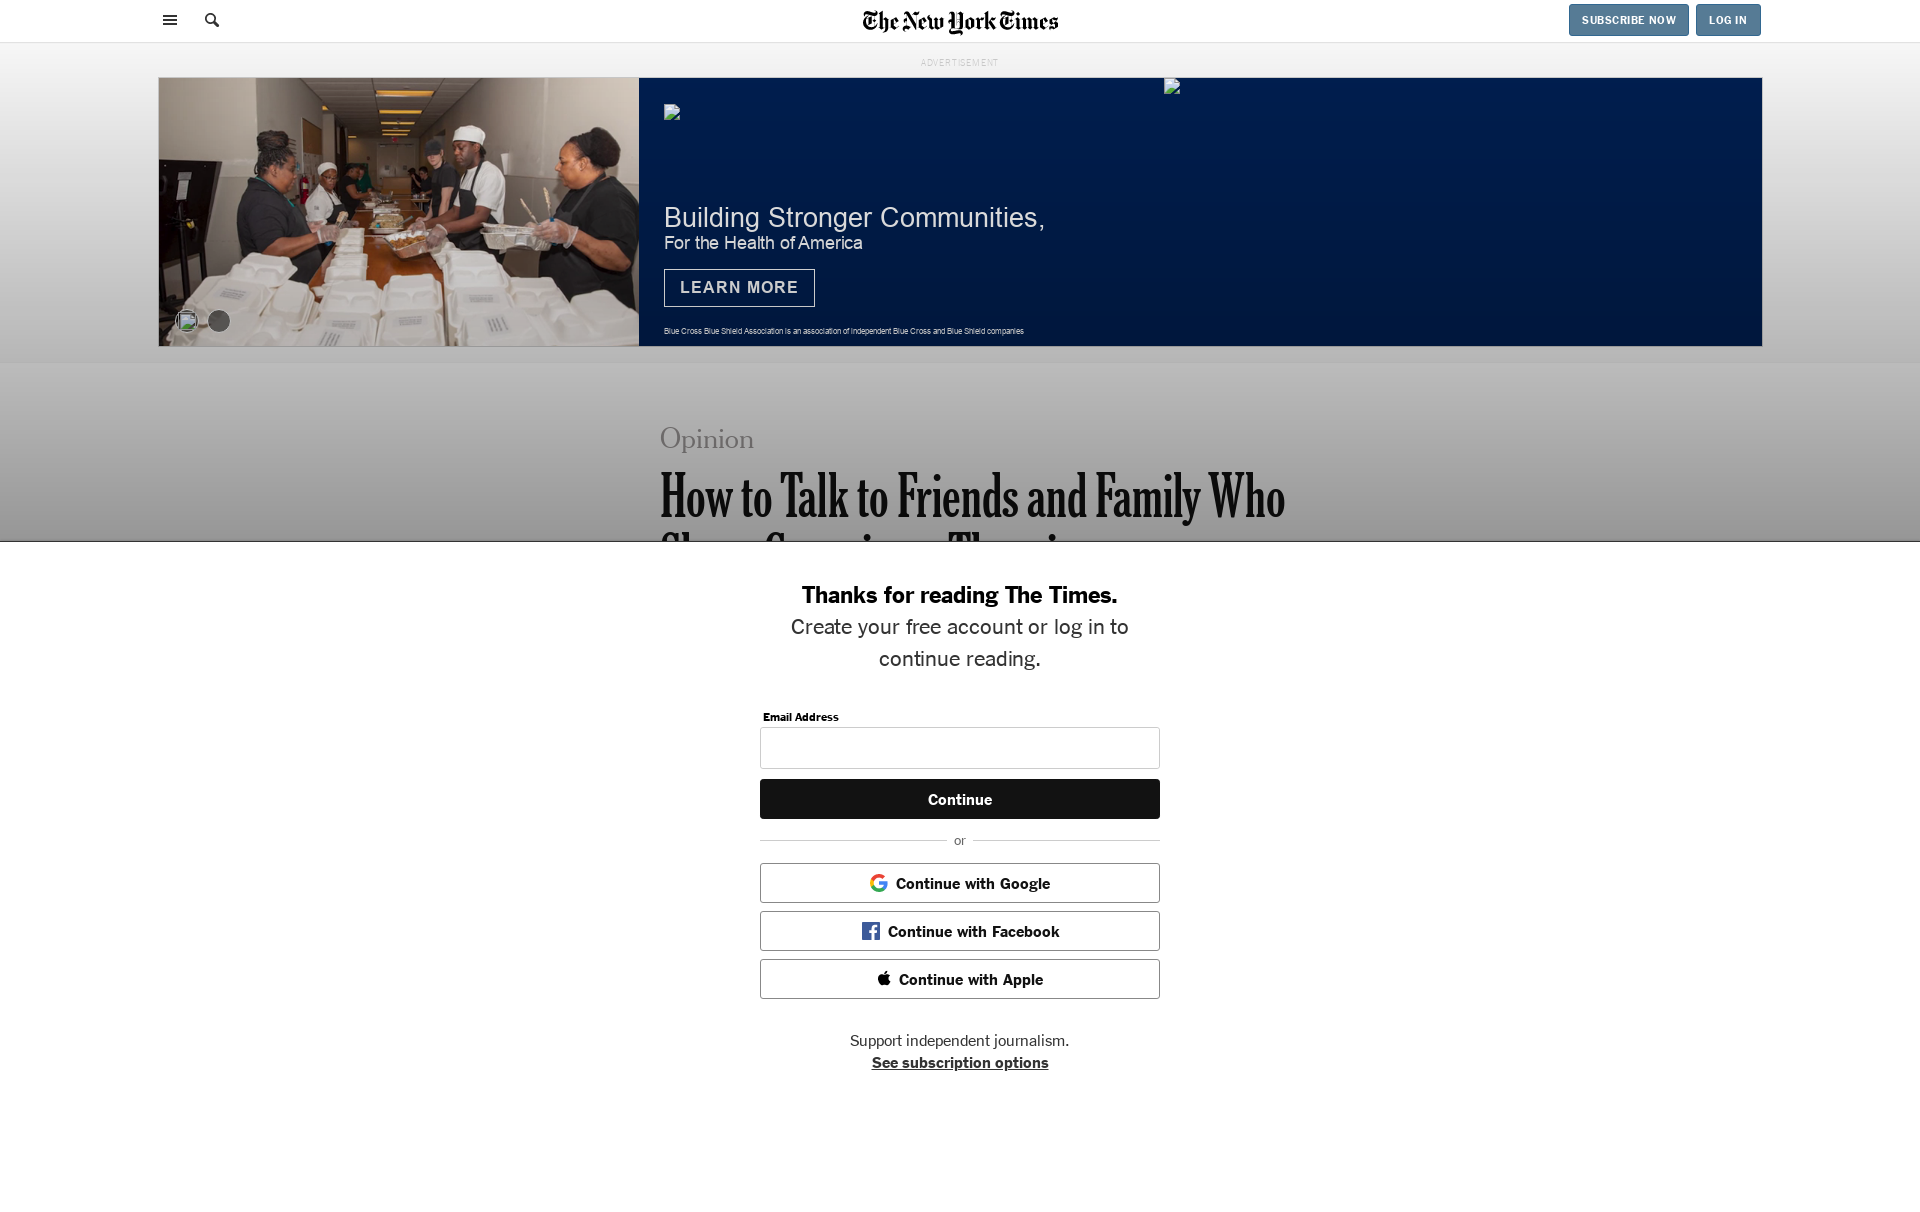 The New York Times
SUBSCRIBE NOW
LOG IN
ADVERTISEMENT
Building Stronger Communities,
For the Health of America
LEARN MORE
Blue Cross Blue Shield Association is an association of independent Blue Cross and Blue Shield companies
Opinion
How to Talk to Friends and Family Who
Thanks for reading The Times.
Create your free account or log in to
continue reading.
Email Address
Continue
or
Continue with Google
Continue with Facebook
Continue with Apple
Support independent journalism.
See subscription options